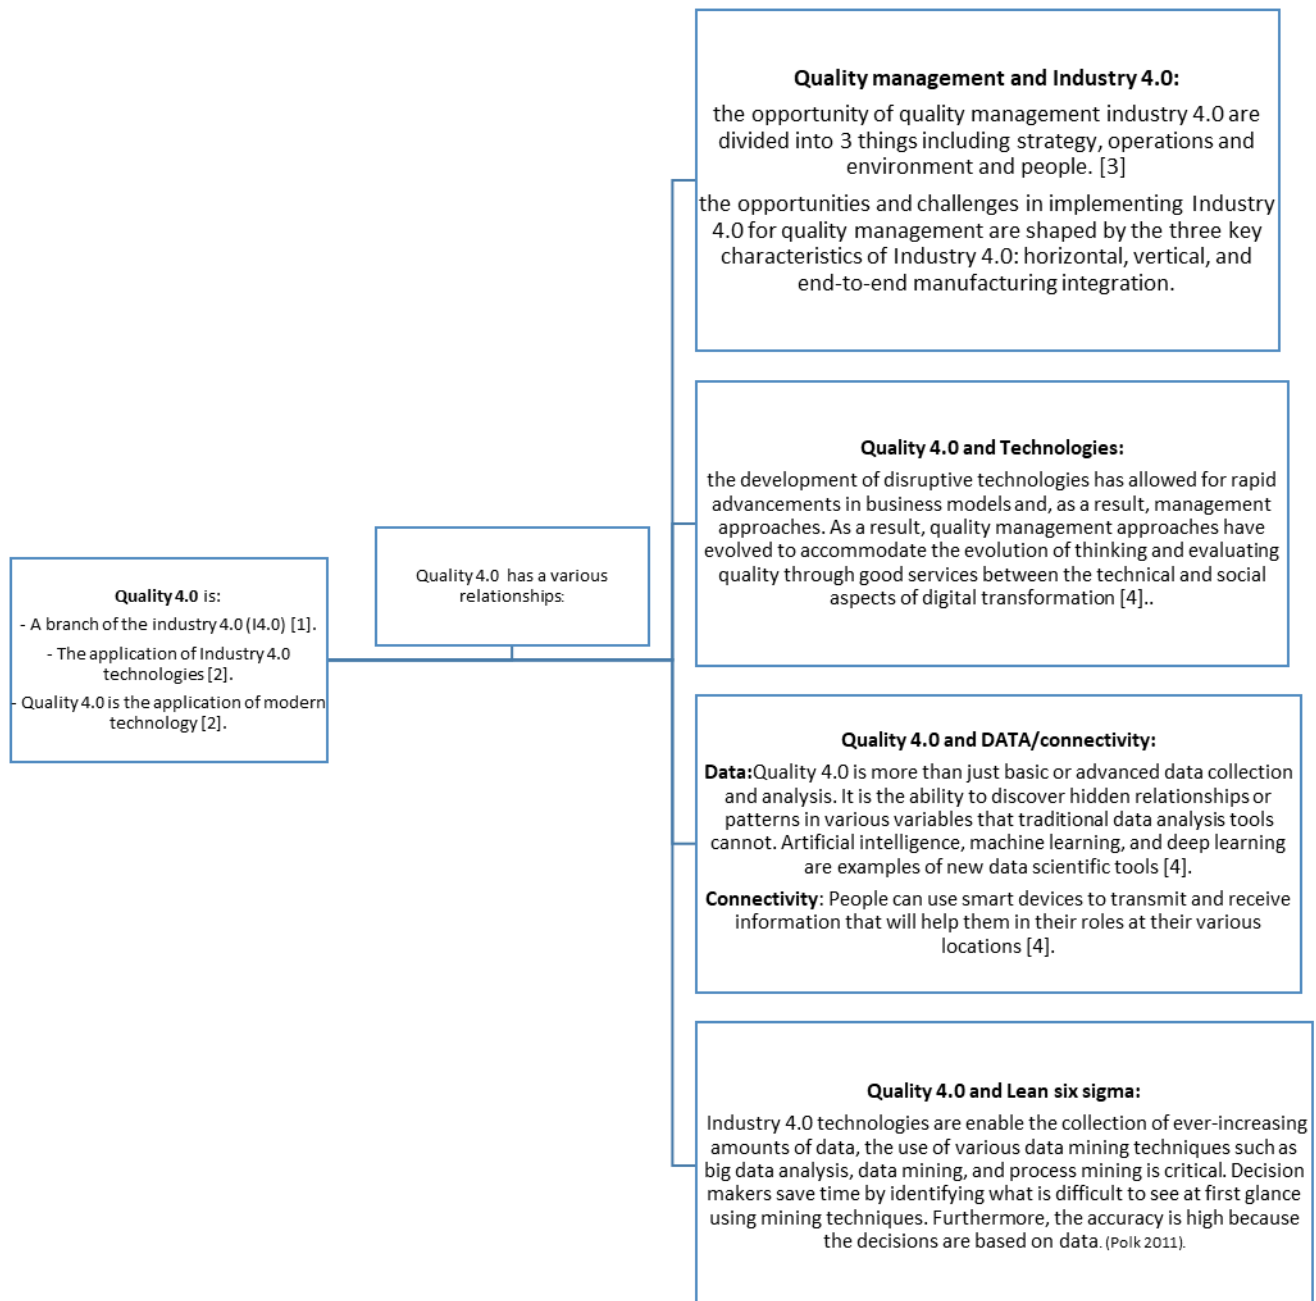 Quality management and Industry 4.0:
the opportunity of quality management industry 4.0 are
divided into 3 things including strategy, operations and
environment and people. [3]
the opportunities and challenges in implementing Industry
4.0 for quality management are shaped by the three key
characteristics of Industry 4.0: horizontal, vertical, and
end-to-end manufacturing integration.
Quality 4.0 and Technologies:
the development of disruptive technologies has allowed for rapid
advancements in business models and, as a result, management
approaches. As a result, quality management approaches have
evolved to accommodate the evolution of thinking and evaluating
quality through good services between the technical and social
aspects of digital transformation [4]..
Quality 4.0 has a various
relationships:
Quality 4.0 is:
- A branch of the industry 4.0 (I4.0) [1].
- The application of Industry 4.0
technologies [2].
- Quality 4.0 is the application of modern
technology [2].
Quality 4.0 and DATA/connectivity:
Data:Quality 4.0 is more than just basic or advanced data collection
and analysis. It is the ability to discover hidden relationships or
patterns in various variables that traditional data analysis tools
cannot. Artificial intelligence, machine learning, and deep learning
are examples of new data scientific tools [4].
Connectivity: People can use smart devices to transmit and receive
information that will help them in their roles at their various
locations [4].
Quality 4.0 and Lean six sigma:
Industry 4.0 technologies are enable the collection of ever-increasing
amounts of data, the use of various data mining techniques such as
big data analysis, data mining, and process mining is critical. Decision
makers save time by identifying what is difficult to see at first glance
using mining techniques. Furthermore, the accuracy is high because
the decisions are based on data. (Polk 2011).